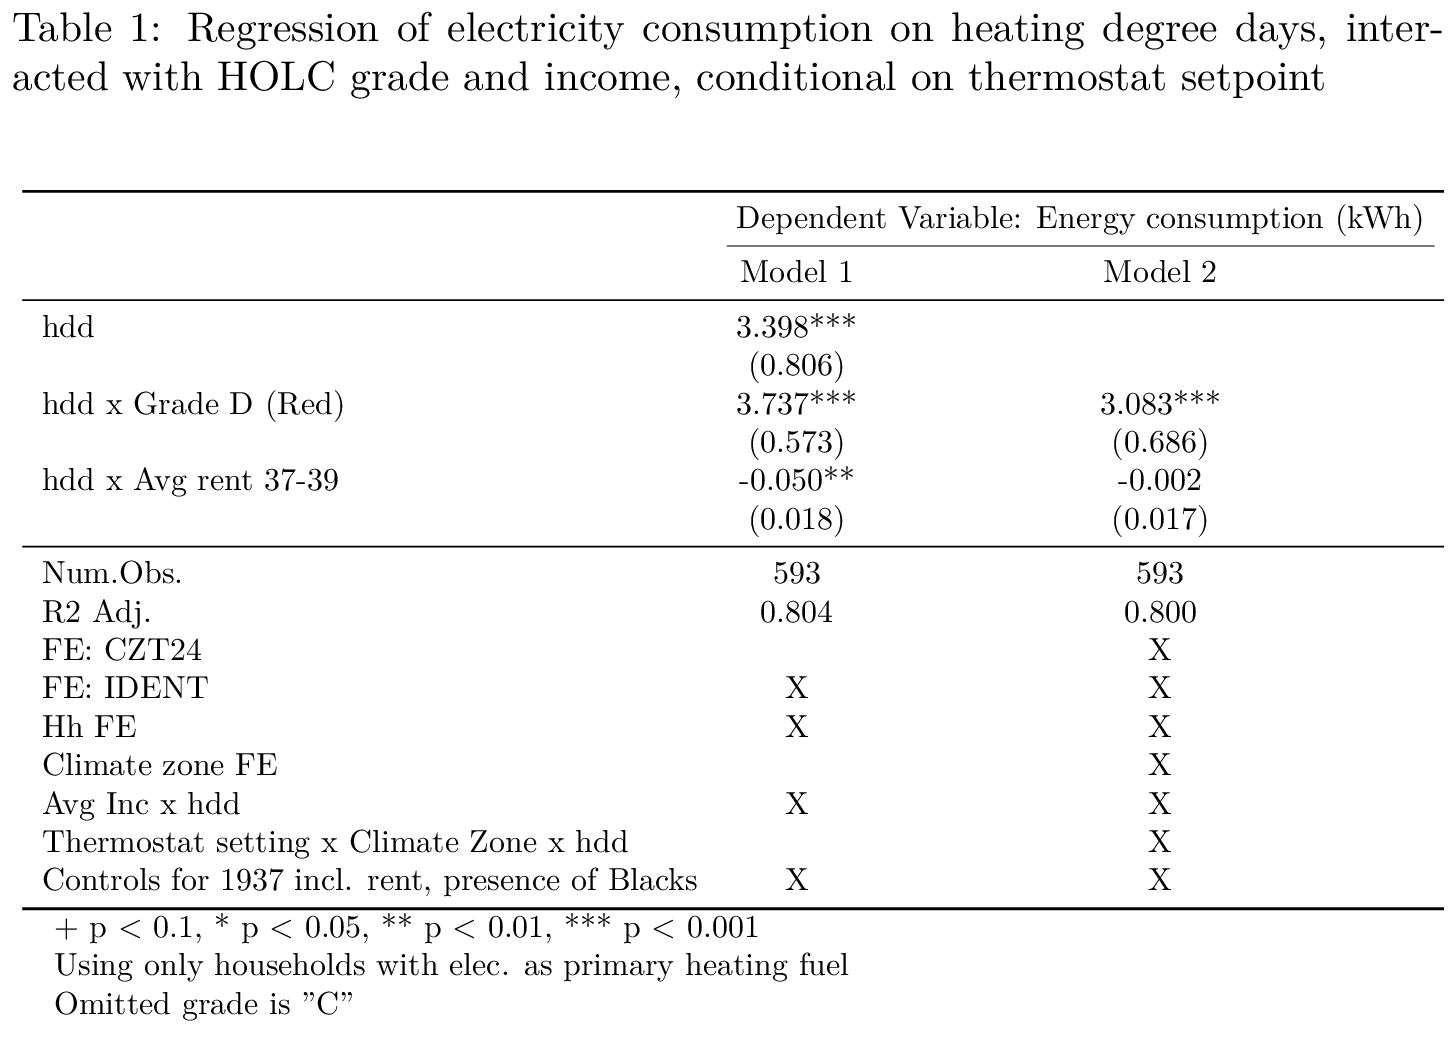 Table 1: Regression of electricity consumption on heating degree days, inter-
acted with HOLC grade and income, conditional on thermostat setpoint
Dependent Variable: Energy consumption (kWh)
Model 1 Model 2
hdd 3.398***
(0.806)
hdd x Grade D (Red) 3.737*** 3.083***
(0.573) (0.686)
hdd x Avg rent 37-39 -0.050** -0.002
(0.018) (0.017)
Num.Obs. 593 593
R2 Adj. 0.804 0.800
FE: CZT24 X
FE: IDENT X X
Hh FE X X
Climate zone FE X
Avg Inc x hdd X X
Thermostat setting x Climate Zone x hdd X
Controls for 1937 incl. rent, presence of Blacks X X
+ p < 0.1, * p < 0.05, ** p < 0.01, *** p < 0.001
Using only households with elec. as primary heating fuel
Omitted grade is ”C”